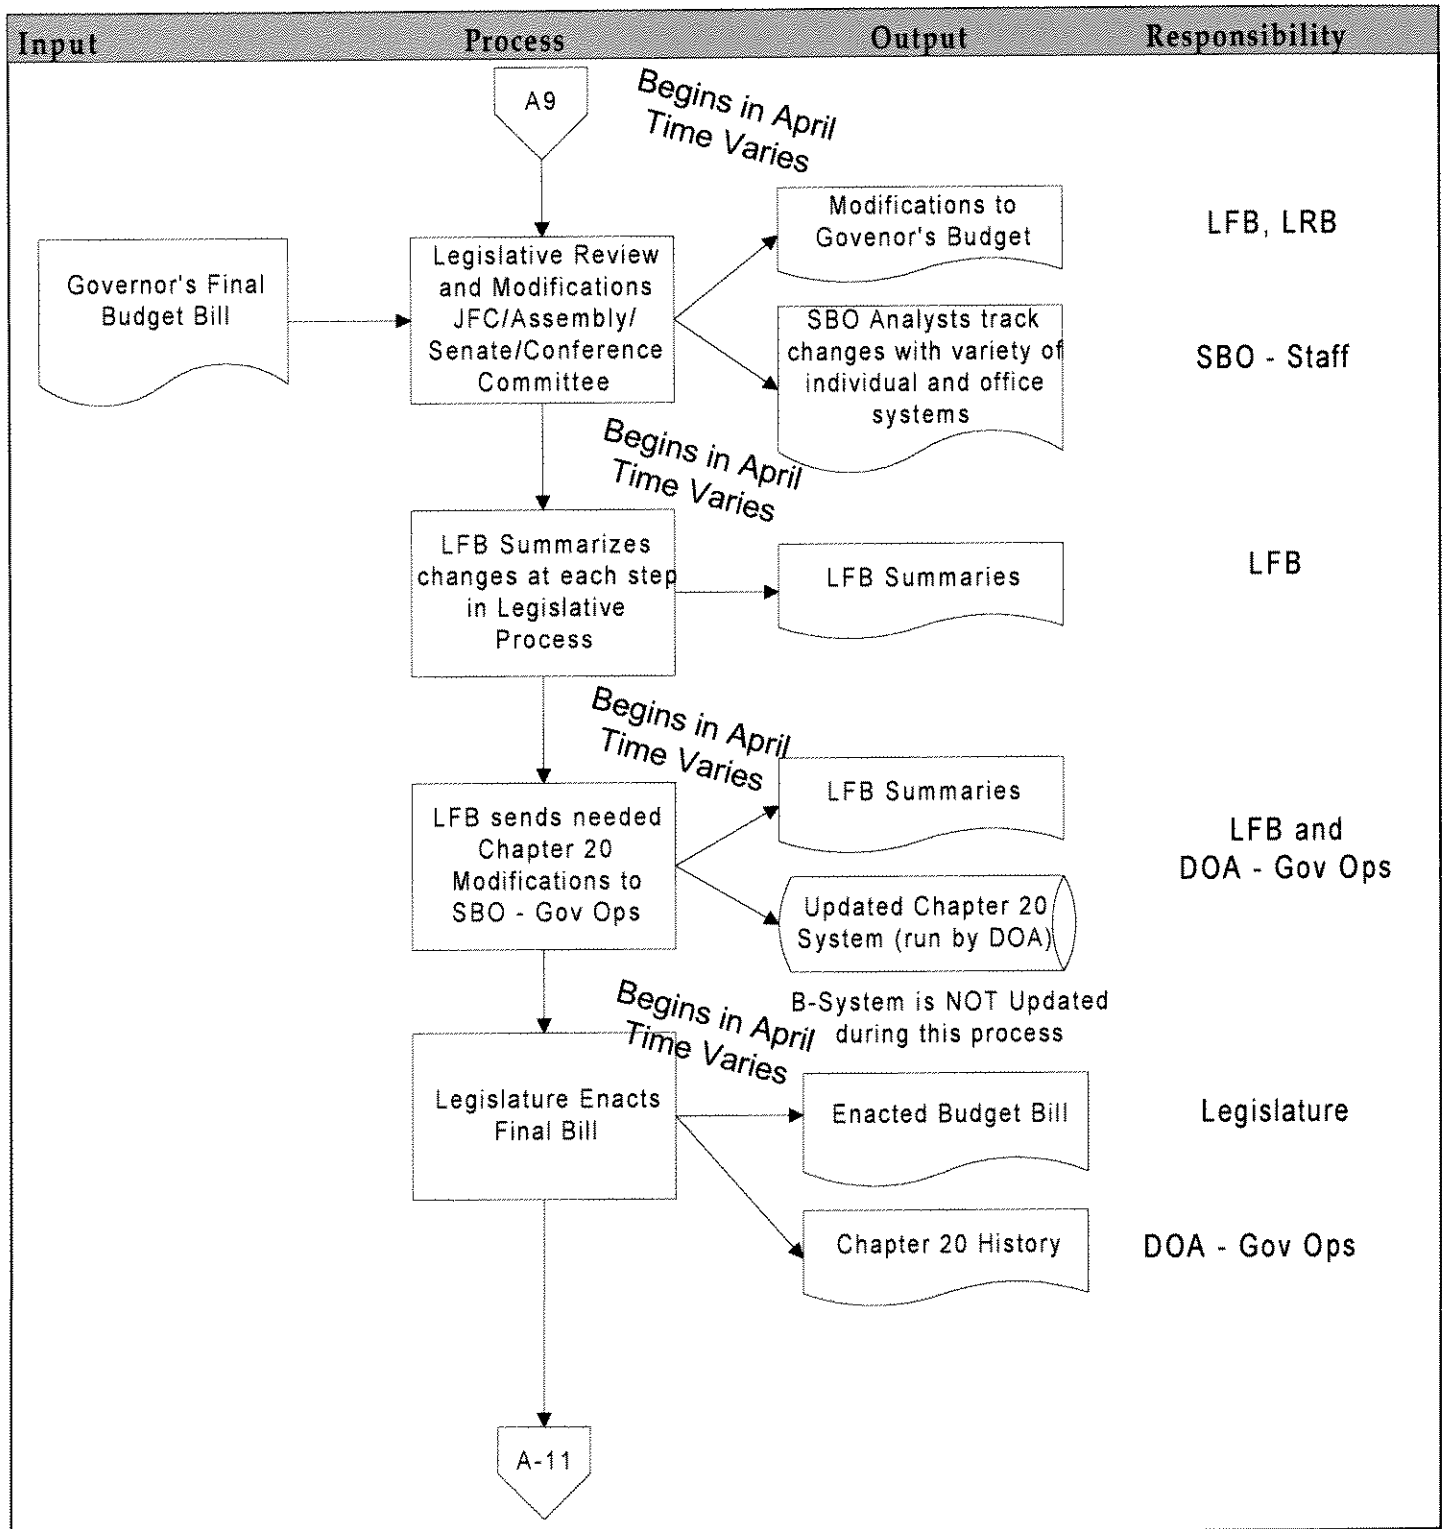 Input
Process
Output
Responsibility
A9
Begins in April
Time Varies
Governor's Final
Budget Bill
Legislative Review
and Modifications
JFC/Assembly/
Senate/Conference
Committee
Modifications to
Govenor's Budget
LFB, LRB
SBO Analysts track
changes with variety of
individual and office
systems
SBO - Staff
Begins in April
Time Varies
LFB Summarizes
changes at each step
in Legislative
Process
LFB Summaries
LFB
Begins in April
Time Varies
LFB sends needed
Chapter 20
Modifications to
SBO - Gov Ops
LFB Summaries
Updated Chapter 20
System (run by DOA)
LFB and
DOA - Gov Ops
B-System is NOT Updated
during this process
Begins in April
Time Varies
Legislature Enacts
Final Bill
Enacted Budget Bill
Legislature
Chapter 20 History
DOA - Gov Ops
A-11